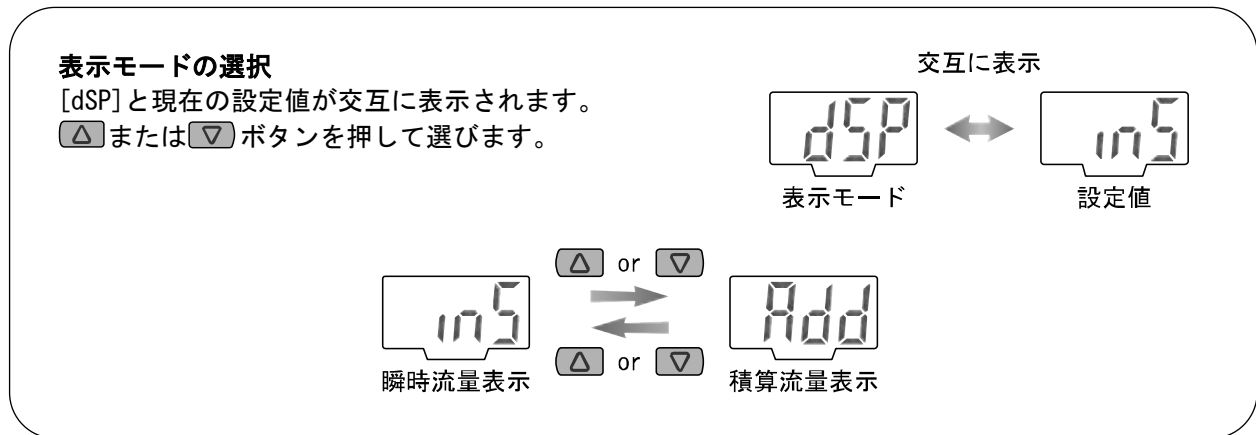 表示モードの選択
[dSP]と現在の設定値が交互に表示されます。
△または▽ボタンを押して選びます。
交互に表示
dSP inS
表示モード 設定値
△ or ▽
inS Add
△ or ▽
瞬時流量表示 積算流量表示